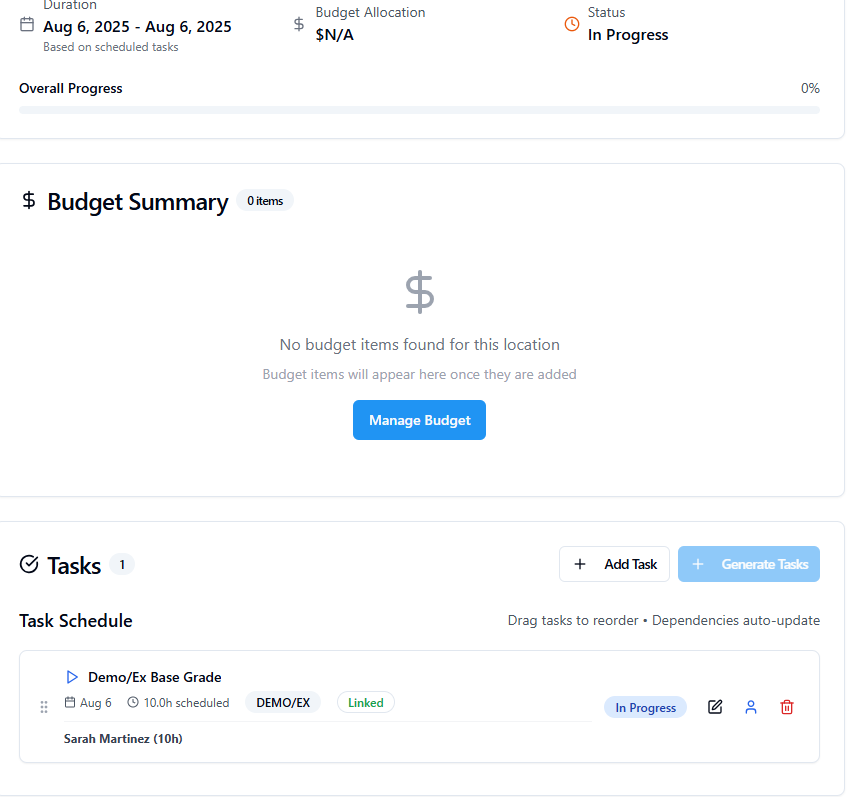 Duration
Aug 6, 2025 - Aug 6, 2025
Based on scheduled tasks
Budget Allocation
$N/A
Status
In Progress
Overall Progress
0%
Budget Summary
0 items
No budget items found for this location
Budget items will appear here once they are added
Manage Budget
Tasks
1
Add Task
Generate Tasks
Task Schedule
Drag tasks to reorder • Dependencies auto-update
Demo/Ex Base Grade
Aug 6
10.0h scheduled
DEMO/EX
Linked
In Progress
Sarah Martinez (10h)